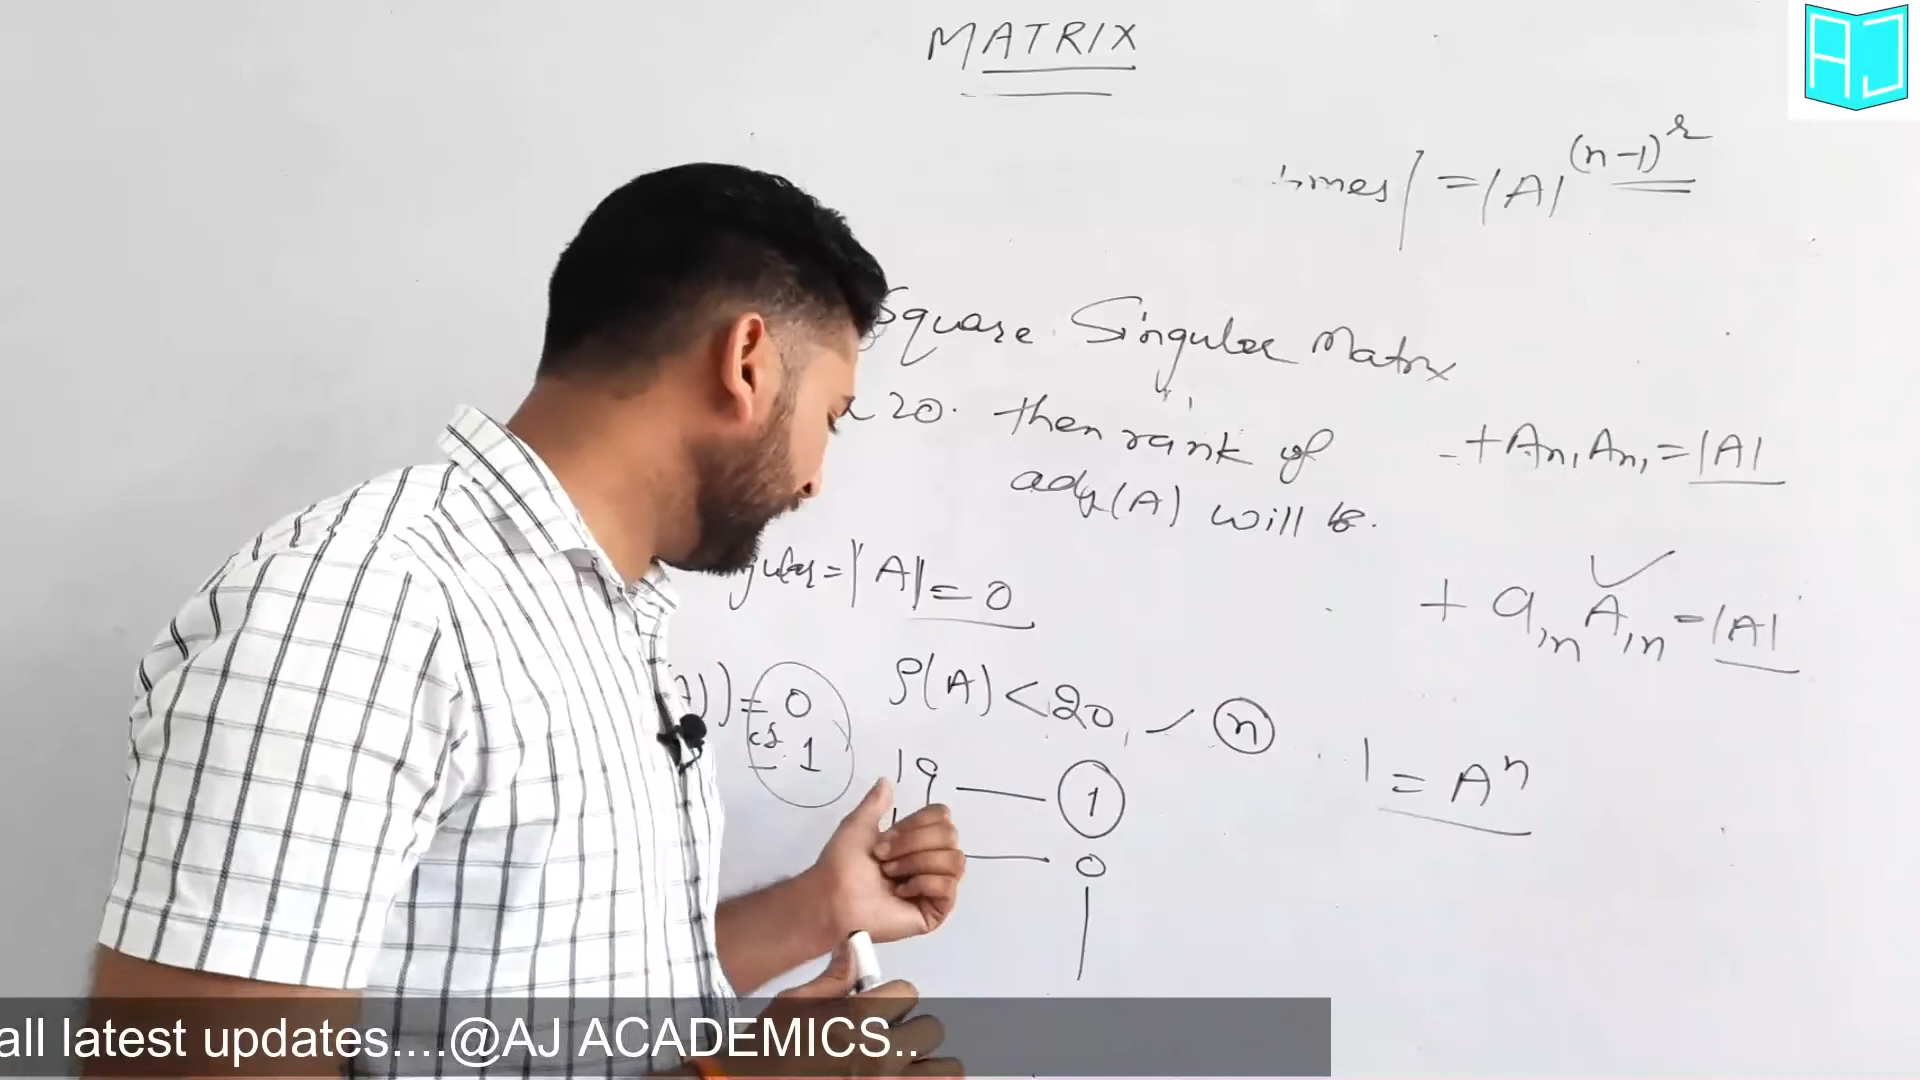 MATRIX
AJ
times| = |A|^(n-1)^r
Square Singular Matrix
20. then rank of
adj(A) will be.
+ An1 An1 = |A|
= |A| = 0
+ a1n A1n = |A|
) = 0
ρ(A) < 20, n
1
19 — 1
| = A^n
— 0
all latest updates....@AJ ACADEMICS..